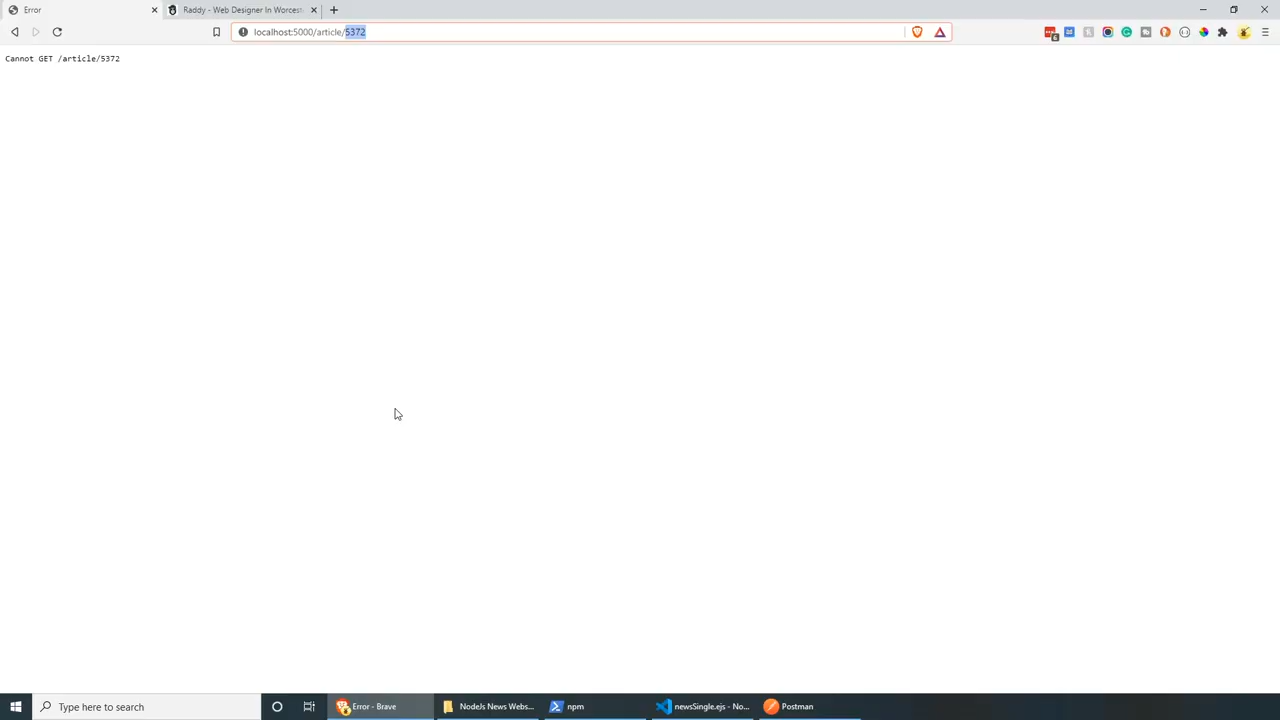 Error
Raddy - Web Designer In Worcest
localhost:5000/article/5372
6
Cannot GET /article/5372
Type here to search
Error - Brave
NodeJs News Webs...
npm
newsSingle.ejs - No...
Postman